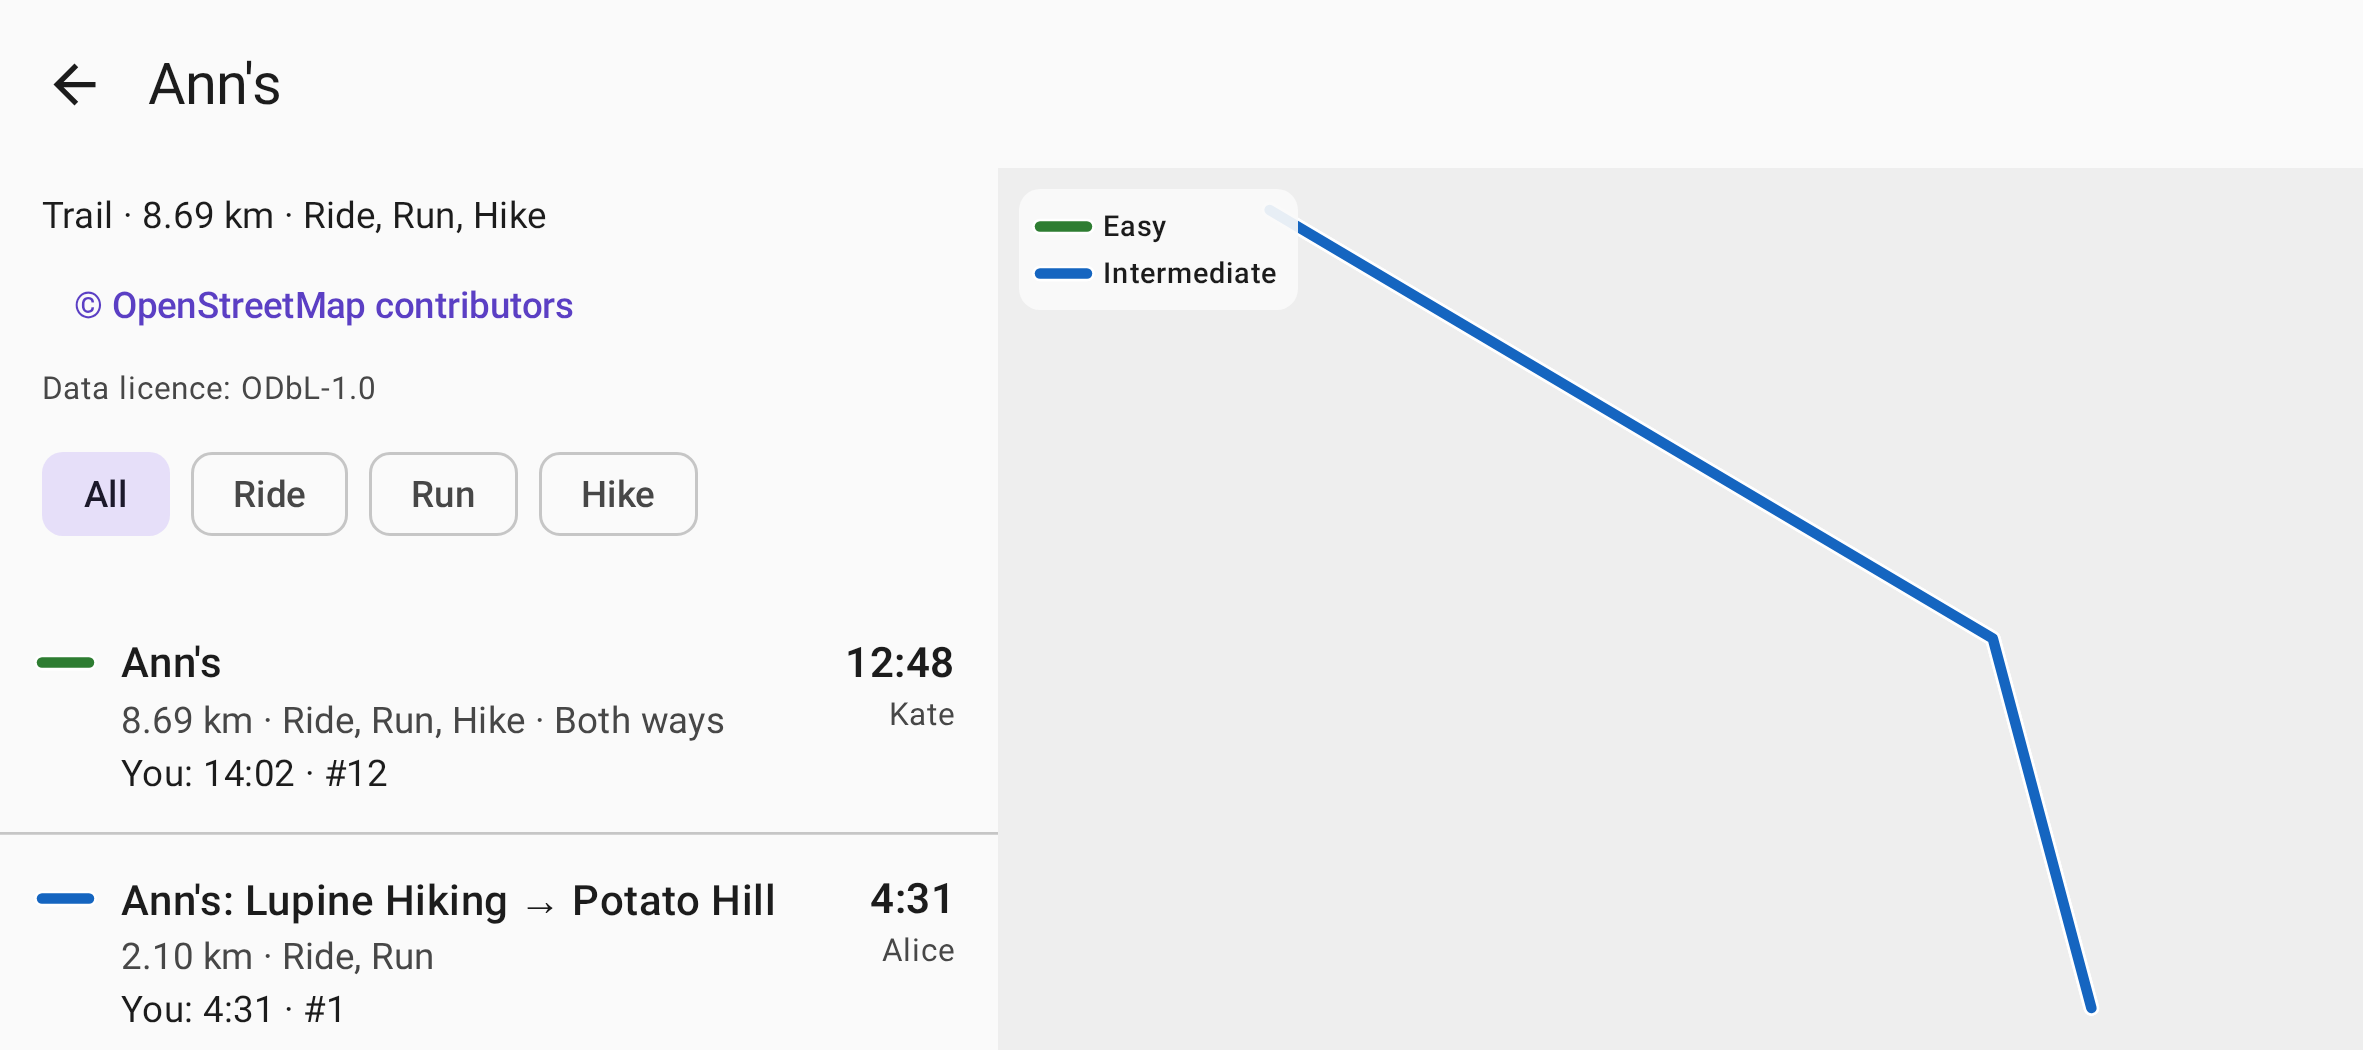 Ann's
Trail · 8.69 km · Ride, Run, Hike
© OpenStreetMap contributors
Data licence: ODbL-1.0
All
Ride
Run
Hike
Ann's
12:48
8.69 km · Ride, Run, Hike · Both ways
Kate
You: 14:02 · #12
Ann's: Lupine Hiking → Potato Hill
4:31
2.10 km · Ride, Run
Alice
You: 4:31 · #1
Easy
Intermediate